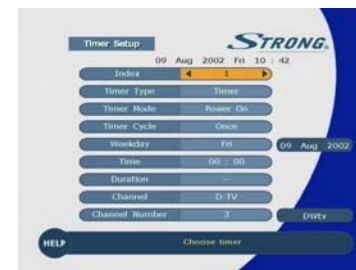 Timer Setup
STRONG.
09 Aug 2002 Fri 10 : 42
Index 1
Timer Type Timer
Timer Mode Power On
Timer Cycle Once
Weekday Fri 09 Aug 2002
Time 00 : 00
Duration --
Channel D-TV
Channel Number 3 DWtv
HELP Choose timer